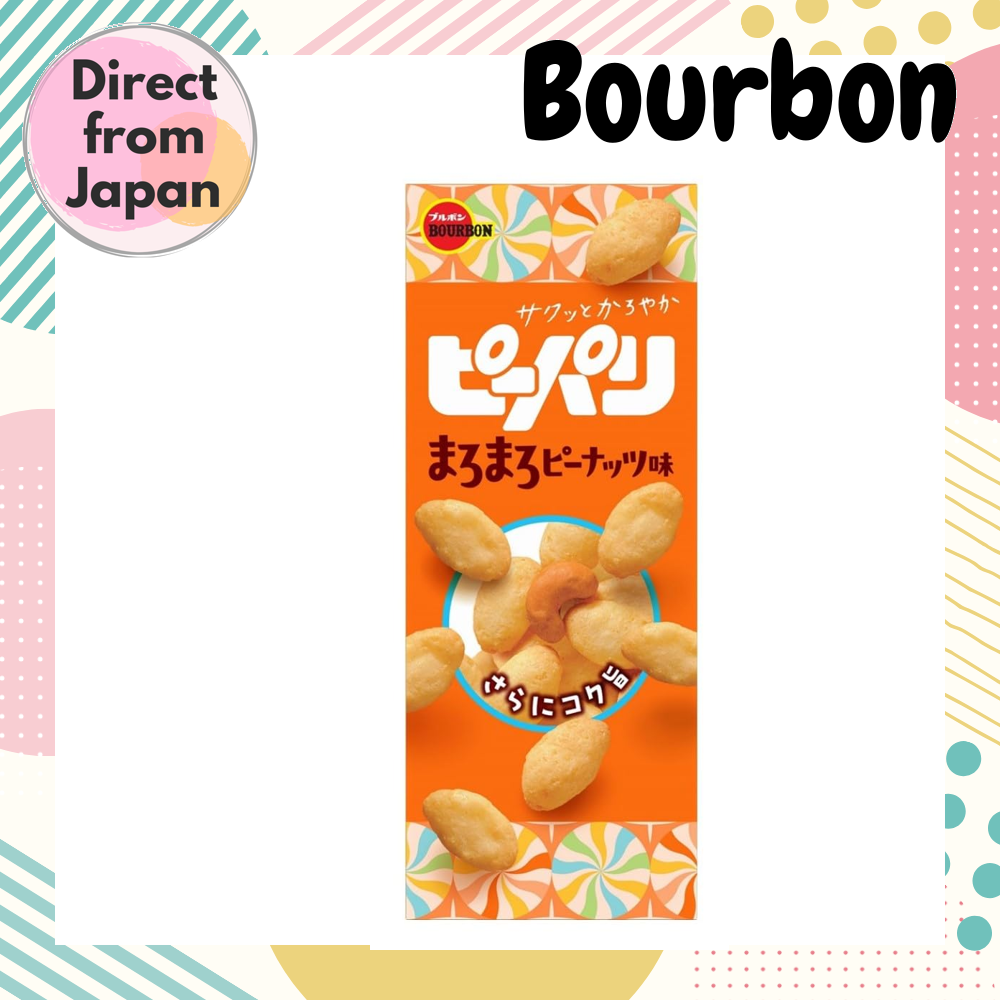 Direct
from
Japan
Bourbon
ブルボン
BOURBON
サクッとかろやか
ピーパリ
まろまろピーナッツ味
さらにコク旨